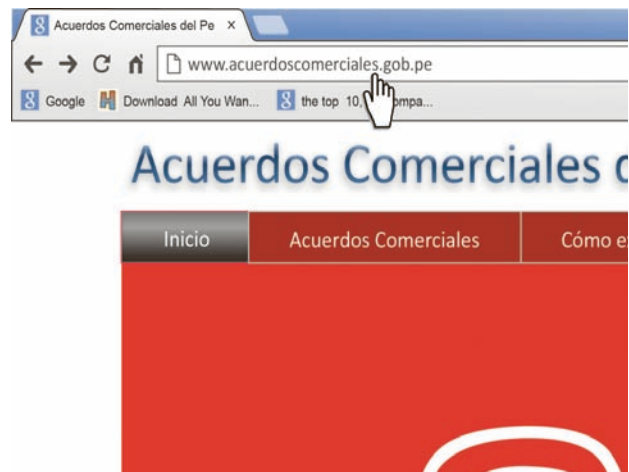 Acuerdos Comerciales del Pe
www.acuerdoscomerciales.gob.pe
Google Download All You Wan... the top 10,
Acuerdos Comerciales
Inicio Acuerdos Comerciales Cómo